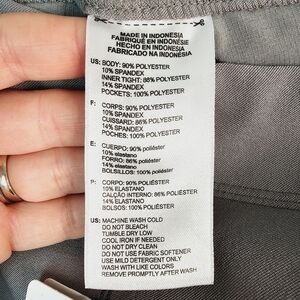 MADE IN INDONESIA
FABRIQUÉ EN INDONÉSIE
HECHO EN INDONESIA
FABRICADO NA INDONÉSIA
US: BODY: 90% POLYESTER
10% SPANDEX
INNER TIGHT: 86% POLYESTER
14% SPANDEX
POCKETS: 100% POLYESTER
F: CORPS: 90% POLYESTER
10% SPANDEX
CUISSARD: 86% POLYESTER
14% SPANDEX
POCHES: 100% POLYESTER
E: CUERPO: 90% poliéster
10% elastano
FORRO: 86% poliéster
14% elastano
BOLSILLOS: 100% poliéster
P: CORPO: 90% POLIÉSTER
10% ELASTANO
CALÇÃO INTERNO: 86% POLIÉSTER
14% ELASTANO
BOLSOS: 100% POLIÉSTER
US: MACHINE WASH COLD
DO NOT BLEACH
TUMBLE DRY LOW
COOL IRON IF NEEDED
DO NOT DRY CLEAN
DO NOT USE FABRIC SOFTENER
USE MILD DETERGENT ONLY
WASH WITH LIKE COLORS
REMOVE PROMPTLY AFTER WASH